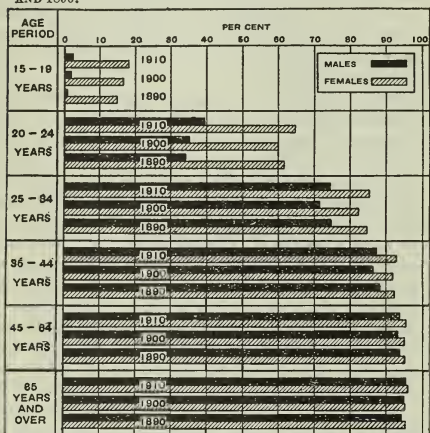 AND 1890.
AGE PERIOD
PER CENT
0 10 20 30 40 50 60 70 80 90 100
15 – 19 YEARS
1910
1900
1890
MALES
FEMALES
20 – 24 YEARS
1910
1900
1890
25 – 34 YEARS
1910
1900
1890
35 – 44 YEARS
1910
1900
1890
45 – 64 YEARS
1910
1900
1890
65 YEARS AND OVER
1910
1900
1890